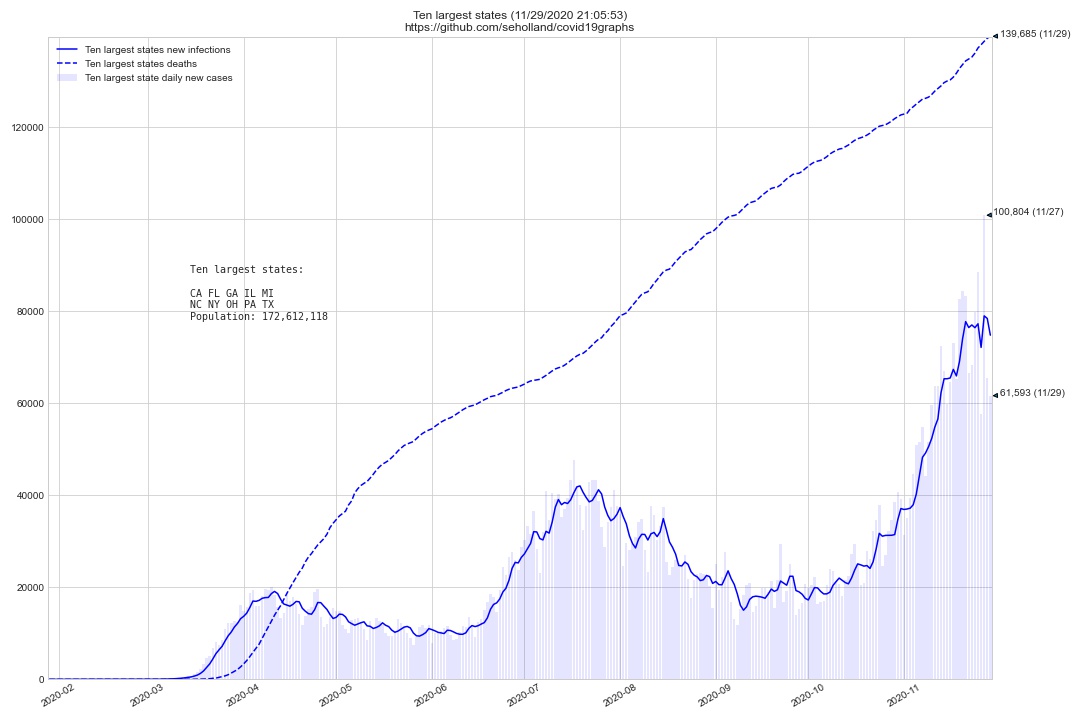 Ten largest states (11/29/2020 21:05:53)
https://github.com/seholland/covid19graphs
Ten largest states new infections
Ten largest states deaths
Ten largest state daily new cases
139,685 (11/29)
120000
100,804 (11/27)
100000
Ten largest states:
CA FL GA IL MI
NC NY OH PA TX
Population: 172,612,118
80000
61,593 (11/29)
60000
40000
20000
0
2020-02
2020-03
2020-04
2020-05
2020-06
2020-07
2020-08
2020-09
2020-10
2020-11